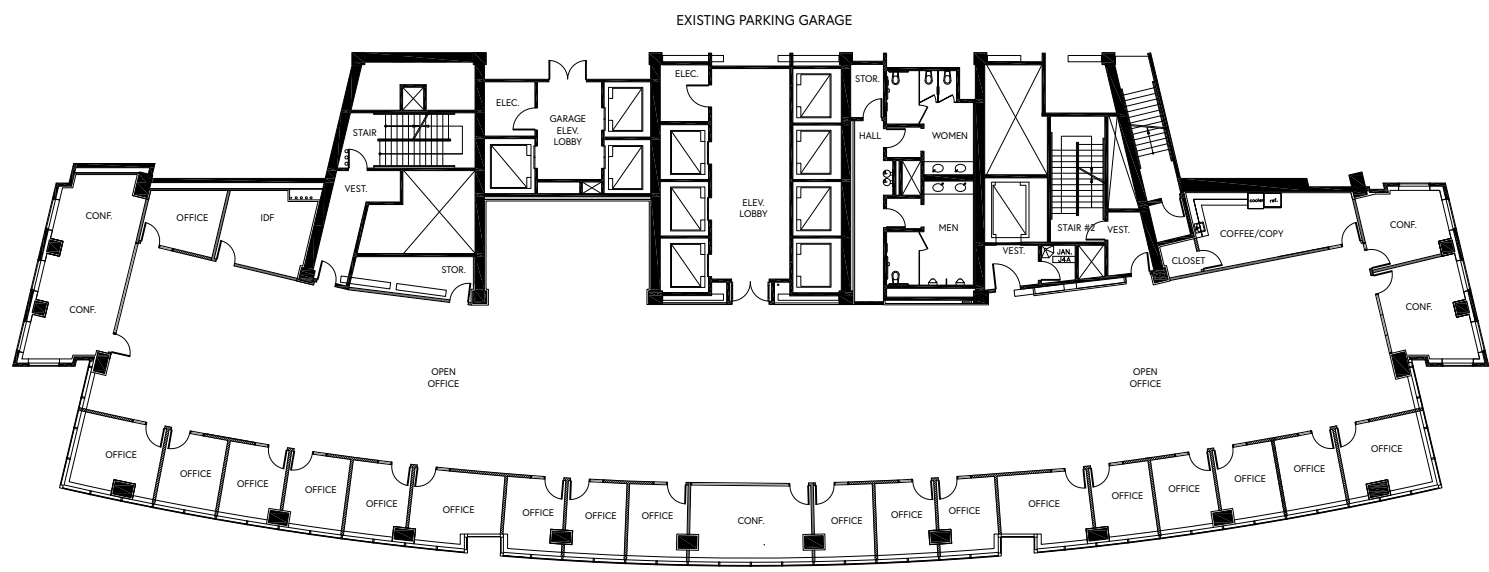 EXISTING PARKING GARAGE
ELEC.
STOR.
ELEC.
GARAGE
ELEV.
LOBBY
STAIR
HALL
WOMEN
VEST.
CONF.
OFFICE
IDF
ELEV.
LOBBY
MEN
STAIR #2
VEST.
COFFEE/COPY
cooler
ref.
CONF.
STOR.
VEST.
JAN.
J4A
CLOSET
CONF.
CONF.
OPEN
OFFICE
OPEN
OFFICE
OFFICE
OFFICE
OFFICE
OFFICE
OFFICE
OFFICE
OFFICE
OFFICE
OFFICE
CONF.
OFFICE
OFFICE
OFFICE
OFFICE
OFFICE
OFFICE
OFFICE
OFFICE
OFFICE